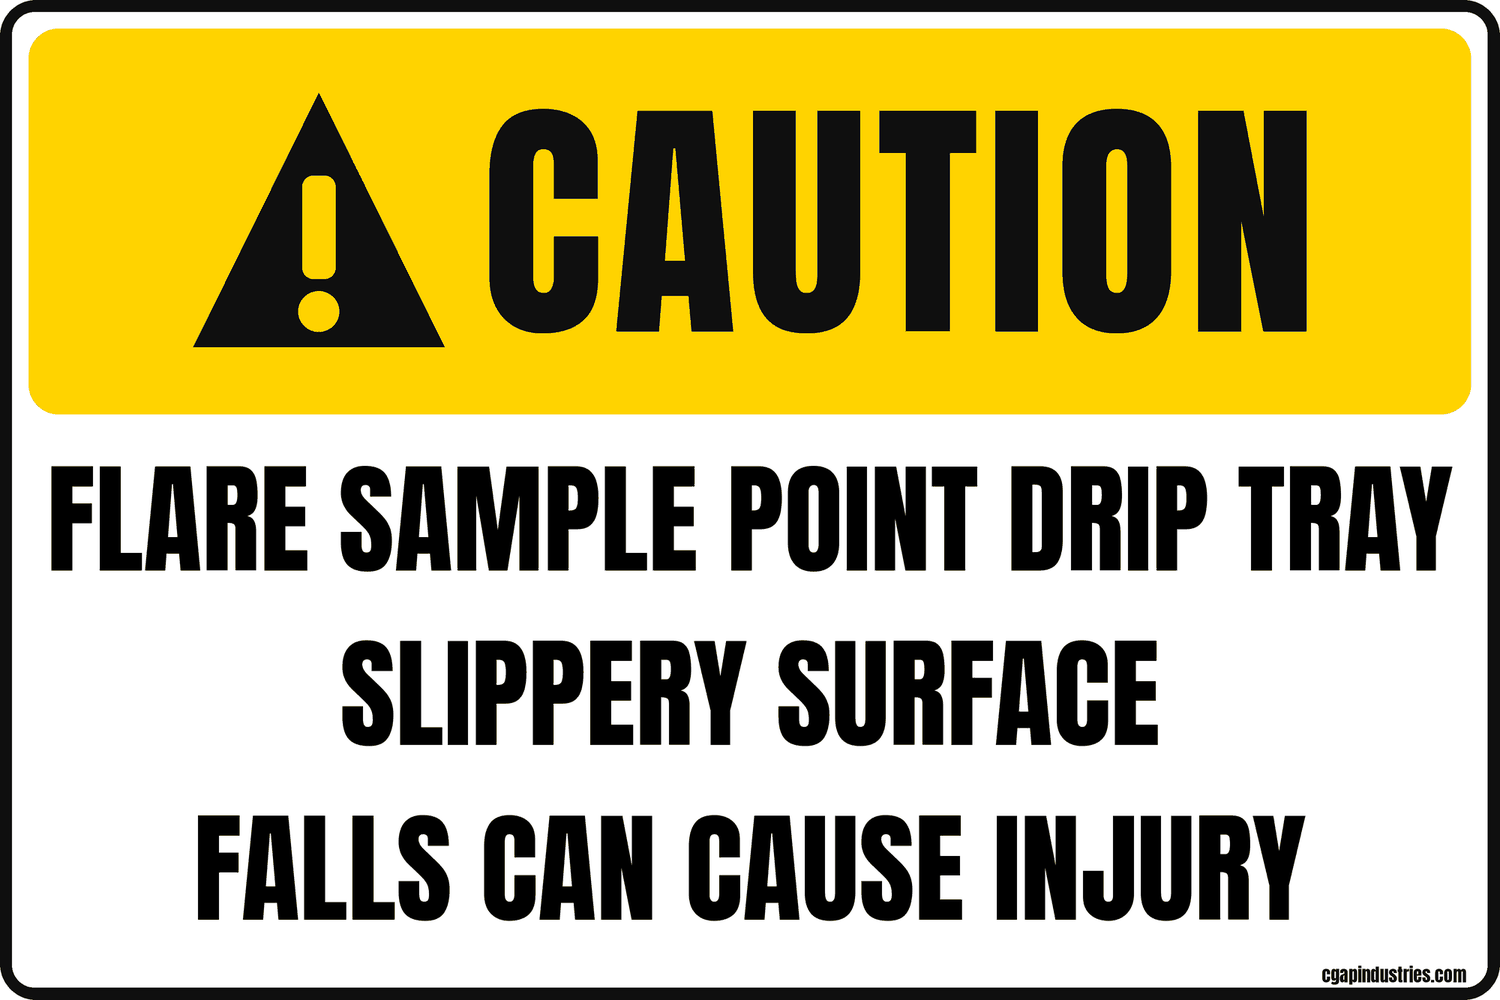 CAUTION
FLARE SAMPLE POINT DRIP TRAY
SLIPPERY SURFACE
FALLS CAN CAUSE INJURY
cgapindustries.com